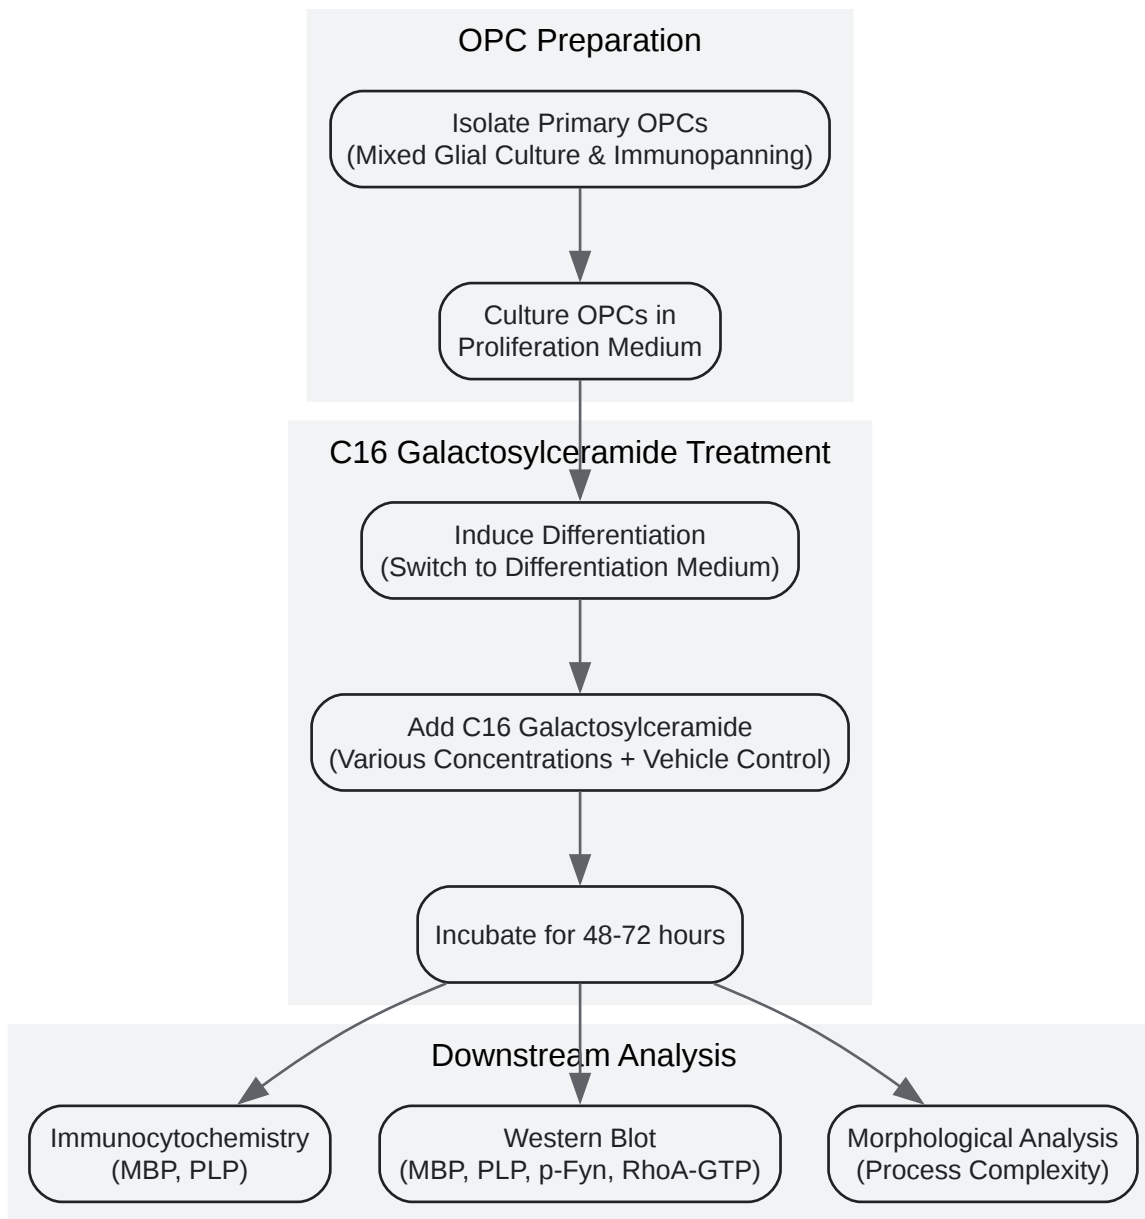 OPC Preparation
Isolate Primary OPCs
(Mixed Glial Culture & Immunopanning)
Culture OPCs in
Proliferation Medium
C16 Galactosylceramide Treatment
Induce Differentiation
(Switch to Differentiation Medium)
Add C16 Galactosylceramide
(Various Concentrations + Vehicle Control)
Incubate for 48-72 hours
Downstream Analysis
Immunocytochemistry
(MBP, PLP)
Western Blot
(MBP, PLP, p-Fyn, RhoA-GTP)
Morphological Analysis
(Process Complexity)